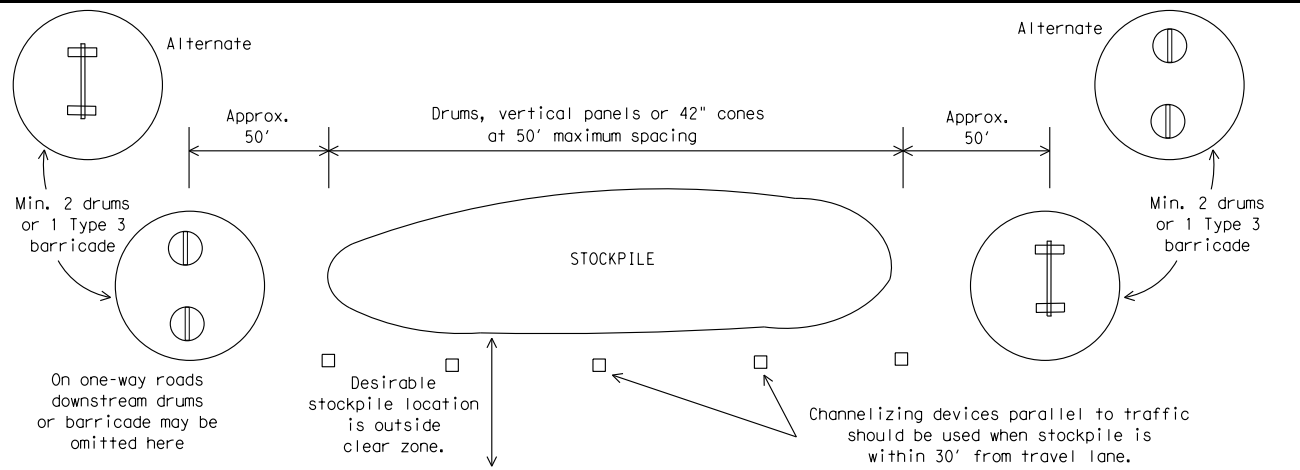 Alternate
Alternate
Approx.
50'
Drums, vertical panels or 42" cones
at 50' maximum spacing
Approx.
50'
Min. 2 drums
or 1 Type 3
barricade
Min. 2 drums
or 1 Type 3
barricade
STOCKPILE
On one-way roads
downstream drums
or barricade may be
omitted here
Desirable
stockpile location
is outside
clear zone.
Channelizing devices parallel to traffic
should be used when stockpile is
within 30' from travel lane.